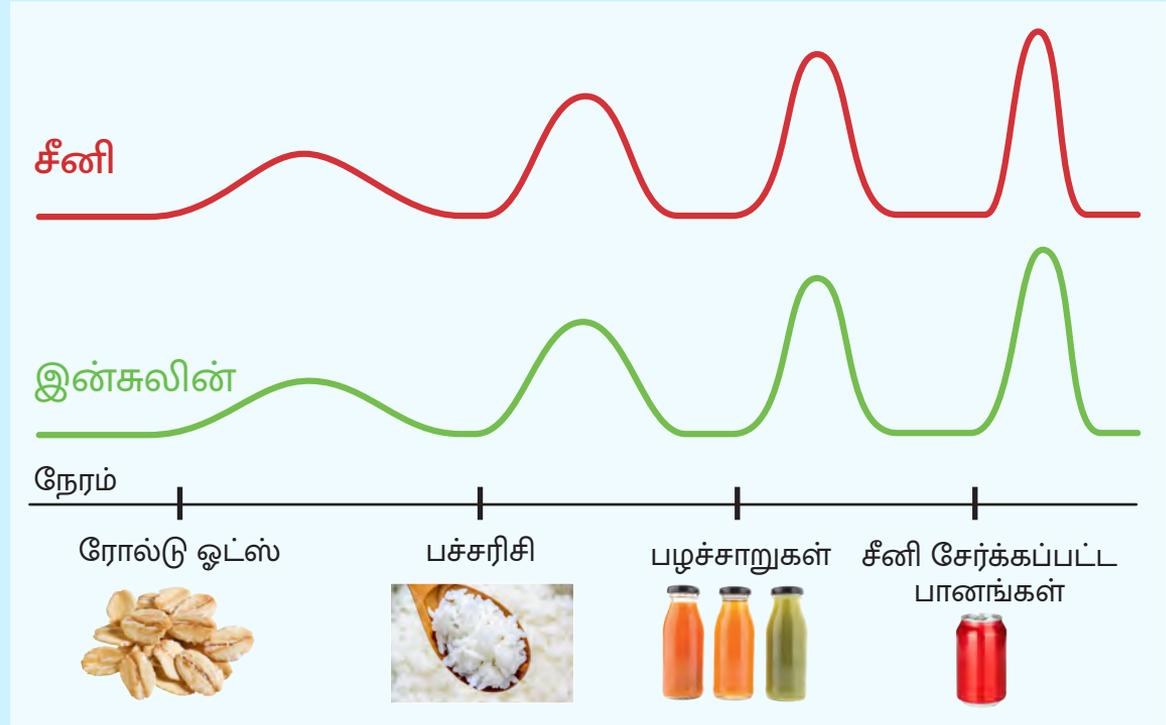 சீனி
இன்சுலின்
நேரம்
ரோல்டு ஓட்ஸ்
பச்சரிசி
பழச்சாறுகள்
சீனி சேர்க்கப்பட்ட
பானங்கள்